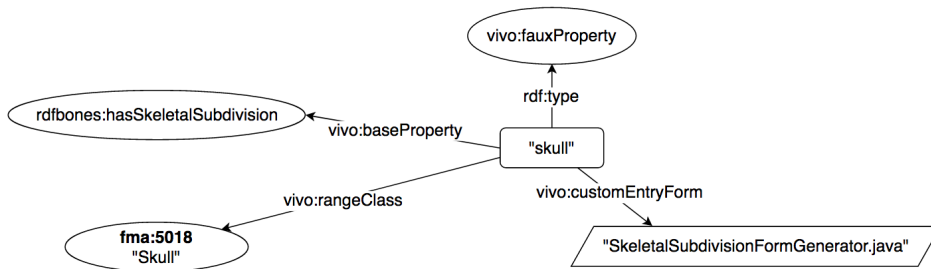 vivo:fauxProperty
rdf:type
rdfbones:hasSkeletalSubdivision
vivo:baseProperty
"skull"
vivo:customEntryForm
vivo:rangeClass
fma:5018
"Skull"
"SkeletalSubdivisionFormGenerator.java"